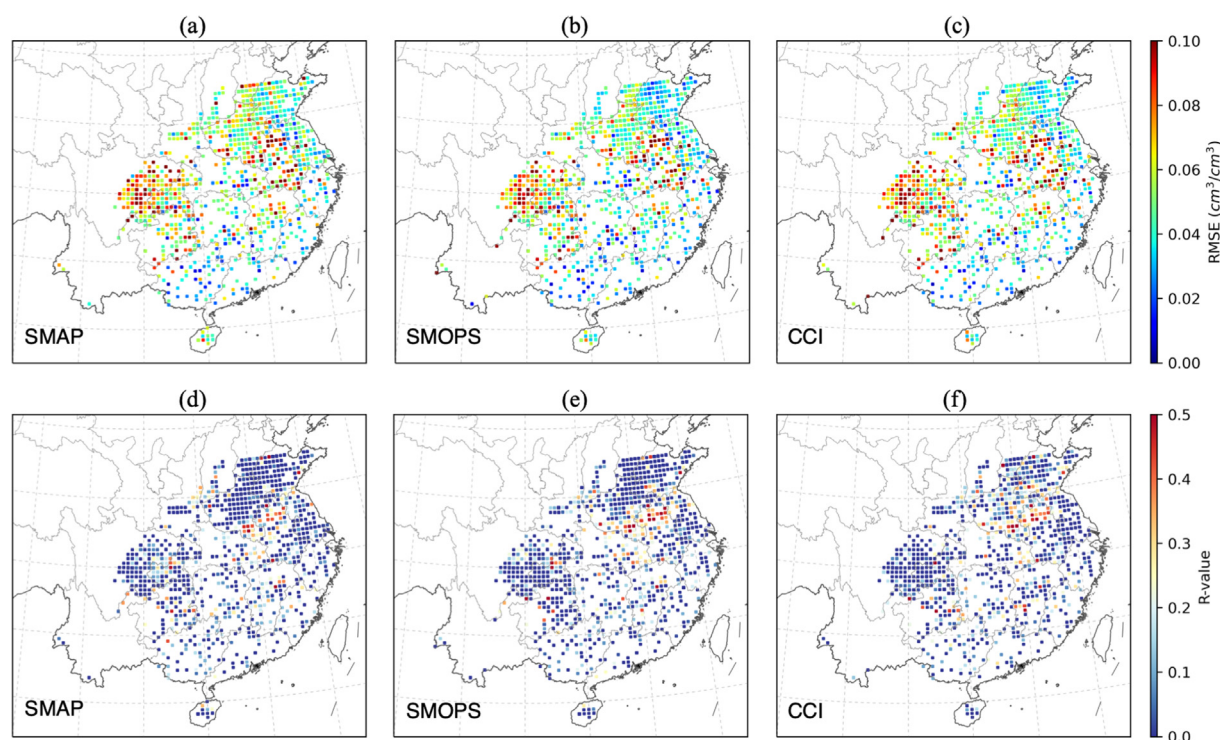 (a)
(b)
(c)
SMAP
SMOPS
CCI
0.10
0.08
0.06
0.04
0.02
0.00
RMSE (cm³/cm³)
(d)
(e)
(f)
SMAP
SMOPS
CCI
0.5
0.4
0.3
0.2
0.1
0.0
R-value